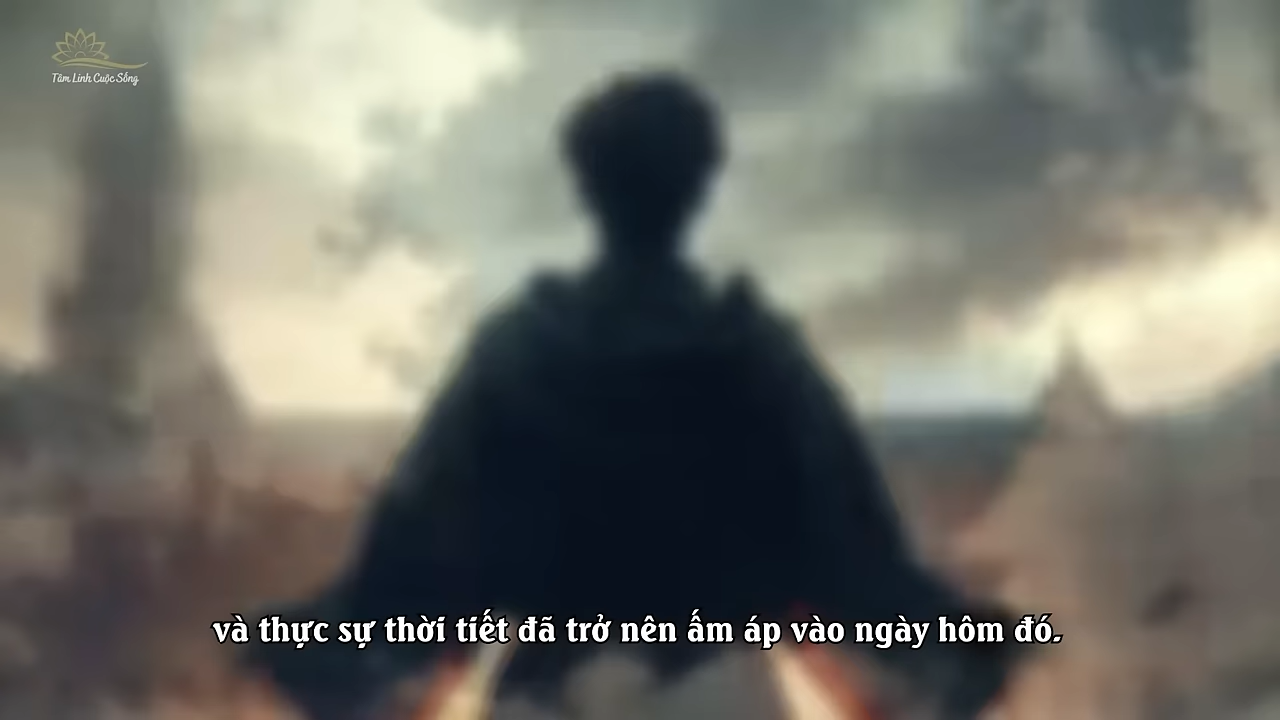 Tâm Linh Cuộc Sống
và thực sự thời tiết đã trở nên ấm áp vào ngày hôm đó.